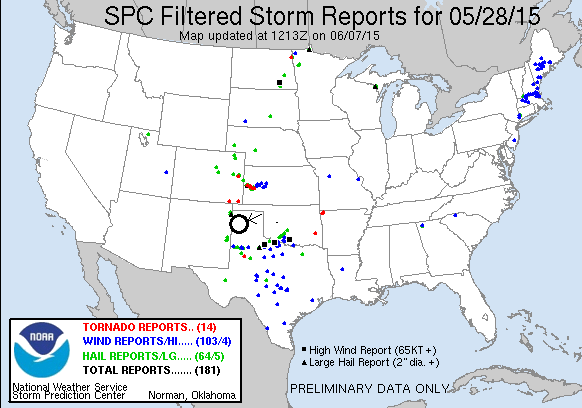 SPC Filtered Storm Reports for 05/28/15
Map updated at 1213Z on 06/07/15
NOAA
TORNADO REPORTS.. (14)
WIND REPORTS/HI..... (103/4)
HAIL REPORTS/LG..... (64/5)
TOTAL REPORTS....... (181)
National Weather Service
Storm Prediction Center Norman, Oklahoma
High Wind Report (65KT +)
Large Hail Report (2" dia. +)
PRELIMINARY DATA ONLY